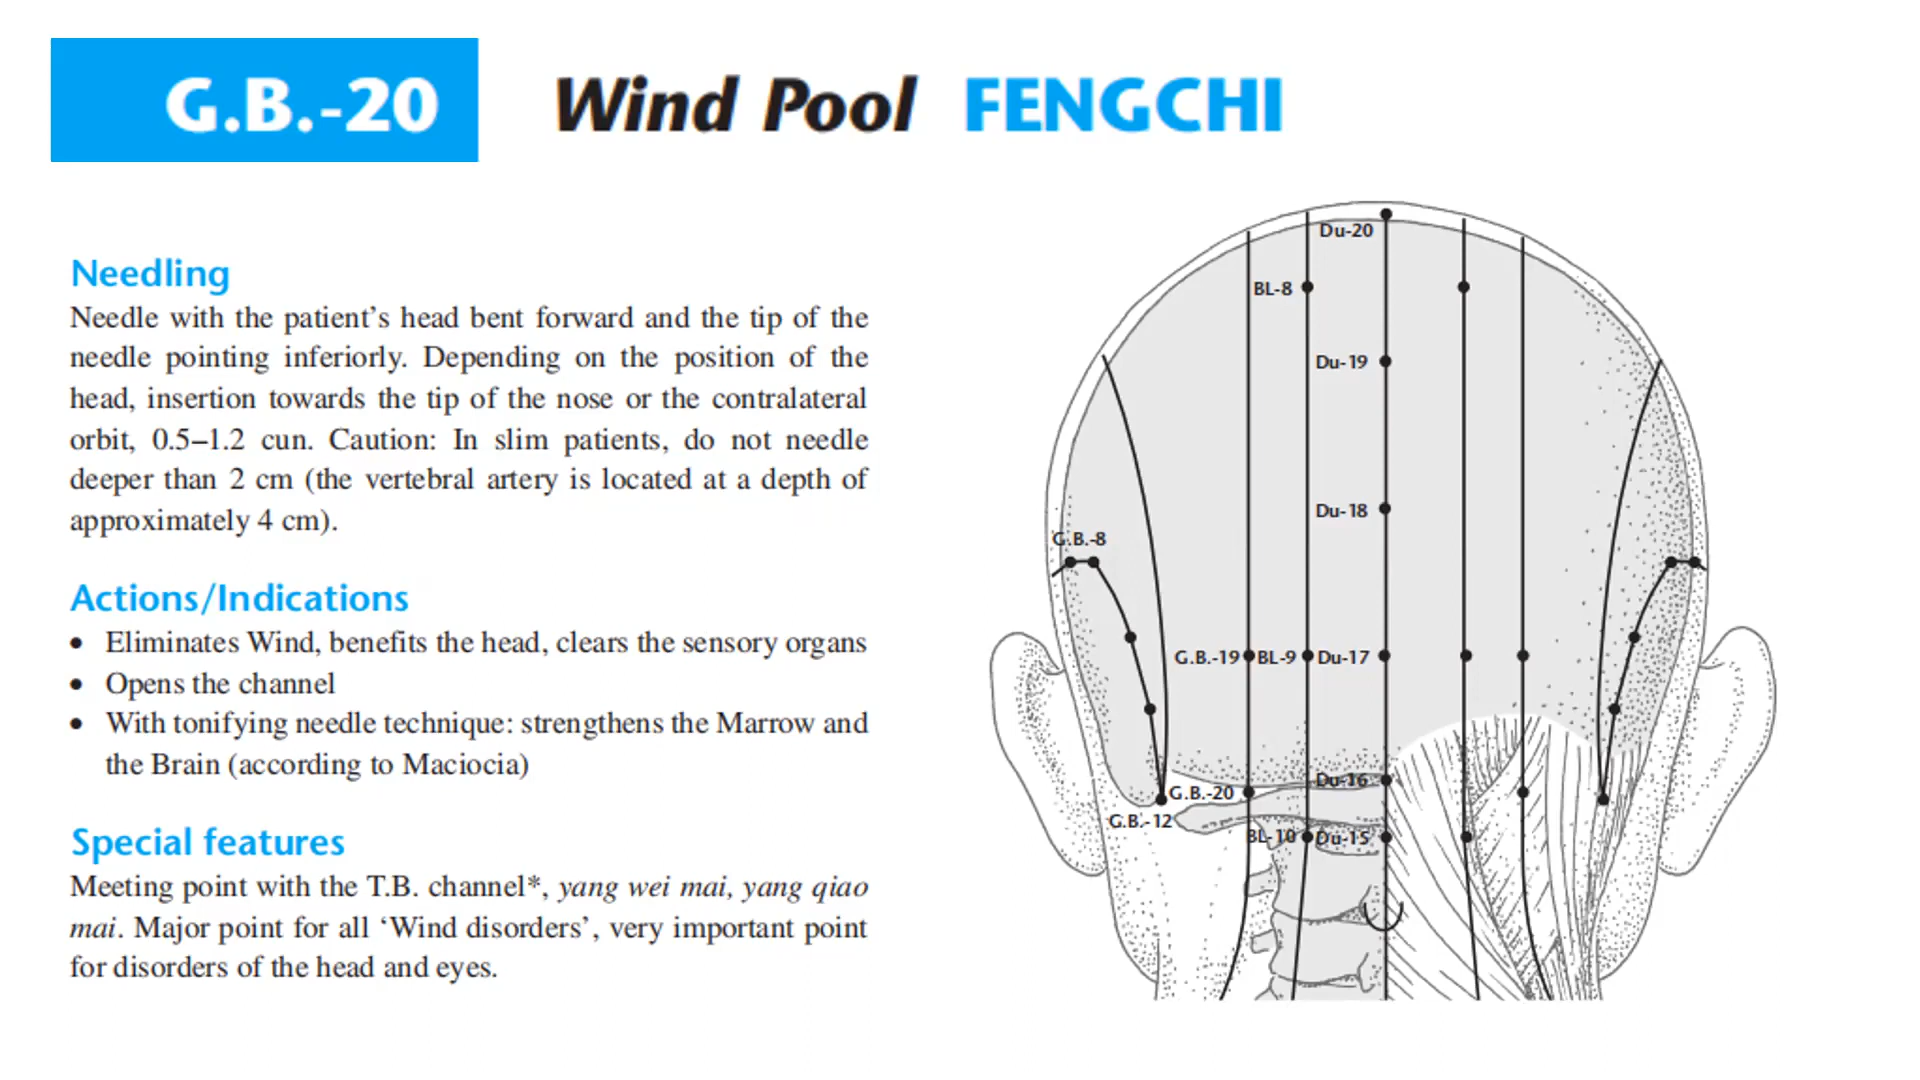 G.B.-20 Wind Pool FENGCHI
Needling
Needle with the patient’s head bent forward and the tip of the
needle pointing inferiorly. Depending on the position of the
head, insertion towards the tip of the nose or the contralateral
orbit, 0.5–1.2 cun. Caution: In slim patients, do not needle
deeper than 2 cm (the vertebral artery is located at a depth of
approximately 4 cm).
Actions/Indications
• Eliminates Wind, benefits the head, clears the sensory organs
• Opens the channel
• With tonifying needle technique: strengthens the Marrow and
the Brain (according to Maciocia)
Special features
Meeting point with the T.B. channel*, yang wei mai, yang qiao
mai. Major point for all ‘Wind disorders’, very important point
for disorders of the head and eyes.
Du-20
BL-8
Du-19
Du-18
G.B.-8
G.B.-19 BL-9 Du-17
Du-16
G.B.-20
G.B.-12
BL-10 Du-15